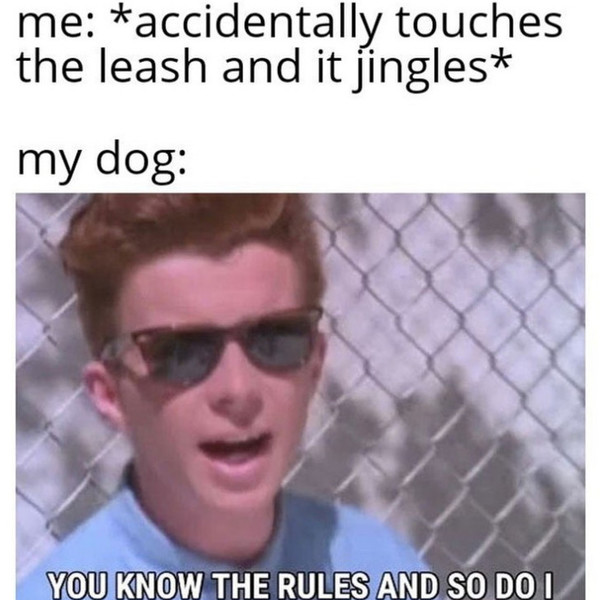 me: *accidentally touches
the leash and it jingles*
my dog:
YOU KNOW THE RULES AND SO DO I